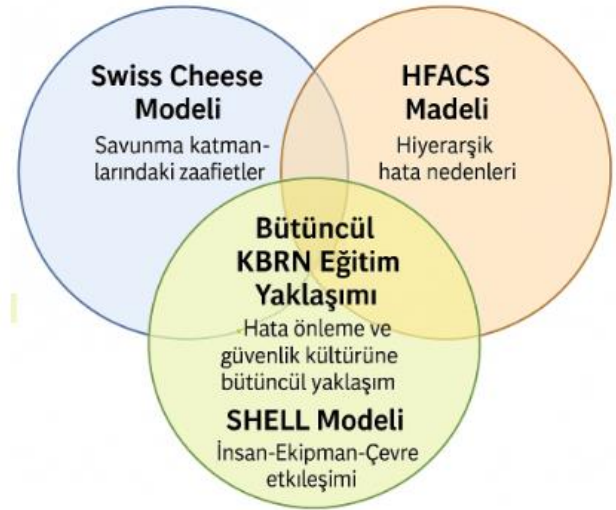 Swiss Cheese
Modeli
Savunma katman-
larındaki zaafietler
HFACS
Madeli
Hiyerarşik
hata nedenleri
Bütüncül
KBRN Eğitim
Yaklaşımı
Hata önleme ve
güvenlik kültürüne
bütüncül yaklaşım
SHELL Modeli
İnsan-Ekipman-Çevre
etkileşimi